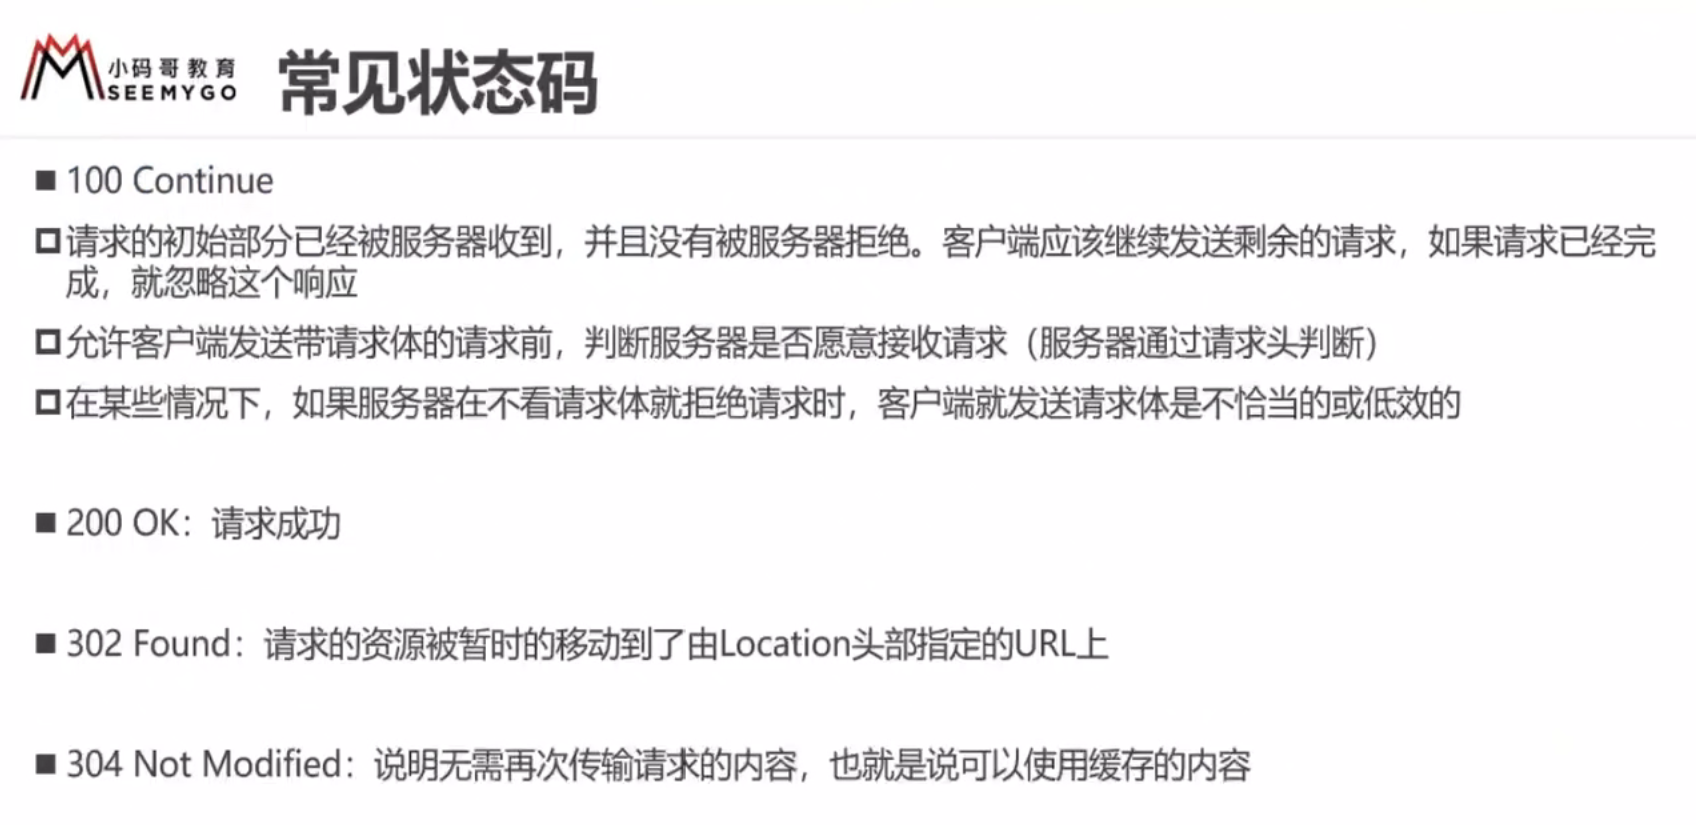 小码哥教育
SEEMYGO
常见状态码
■ 100 Continue
请求的初始部分已经被服务器收到，并且没有被服务器拒绝。客户端应该继续发送剩余的请求，如果请求已经完
成，就忽略这个响应
允许客户端发送带请求体的请求前，判断服务器是否愿意接收请求（服务器通过请求头判断）
在某些情况下，如果服务器在不看请求体就拒绝请求时，客户端就发送请求体是不恰当的或低效的
■ 200 OK：请求成功
■ 302 Found：请求的资源被暂时的移动到了由Location头部指定的URL上
■ 304 Not Modified：说明无需再次传输请求的内容，也就是说可以使用缓存的内容